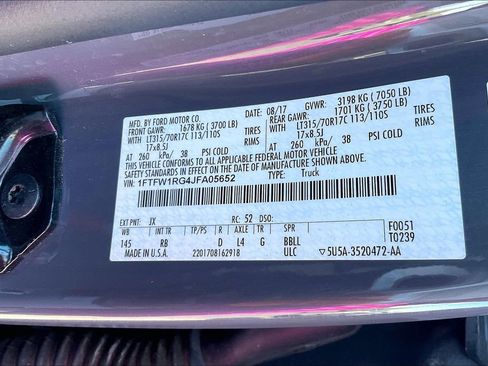 MFD. BY FORD MOTOR CO.
DATE: 08/17 GVWR: 3198 KG ( 7050 LB)
FRONT GAWR: 1678 KG ( 3700 LB) REAR GAWR: 1701 KG ( 3750 LB)
WITH LT315/70R17C 113/110S TIRES WITH LT315/70R17C 113/110S TIRES
17x8.5J RIMS 17x8.5J RIMS
AT 260 kPa/ 38 PSI COLD AT 260 kPa/ 38 PSI COLD
THIS VEHICLE CONFORMS TO ALL APPLICABLE FEDERAL MOTOR VEHICLE
SAFETY STANDARDS IN EFFECT ON THE DATE OF MANUFACTURE SHOWN ABOVE.
VIN: 1FTFW1RG4JFA05652 TYPE: Truck
EXT PNT: JX RC: 52 DSO: F0051
WB INT TR TP/PS R AXLE TR SPR T0239
145 RB D L4 G BBLL
2201708162918 ULC ▽5U5A-3520472-AA